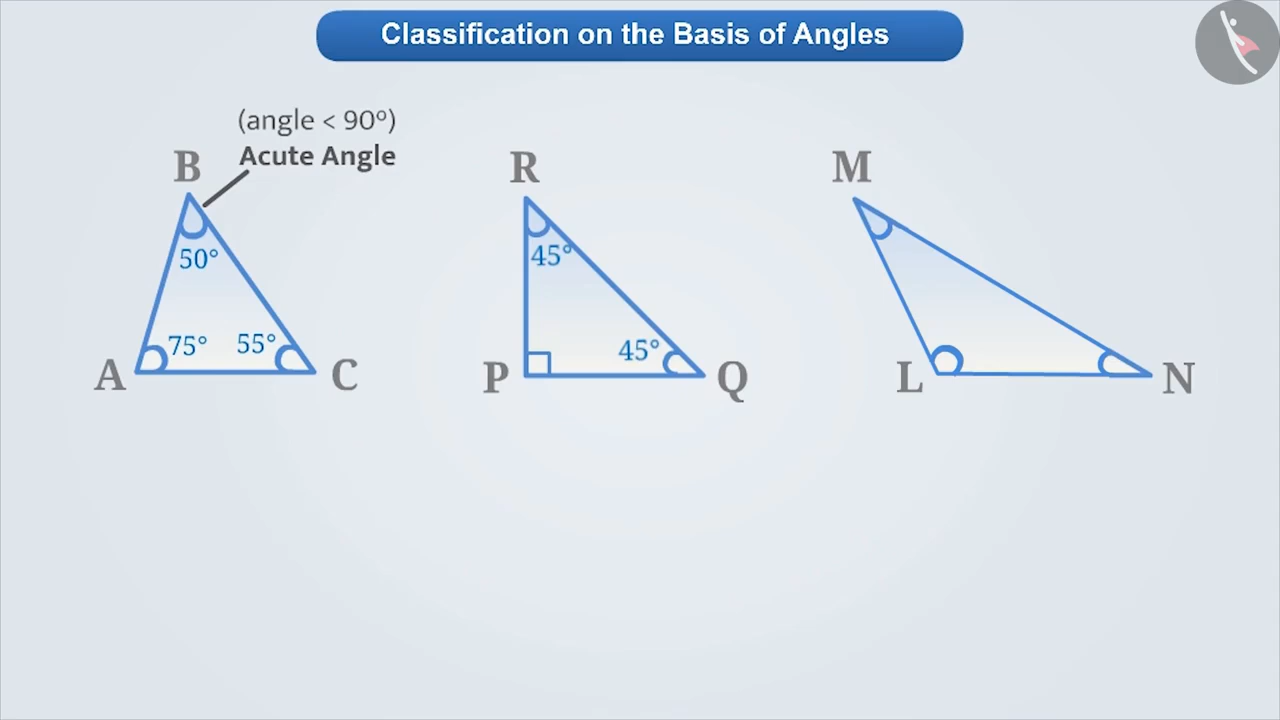 Classification on the Basis of Angles
(angle < 90°)
Acute Angle
B
50°
75°
55°
A
C
R
45°
45°
P
Q
M
L
N